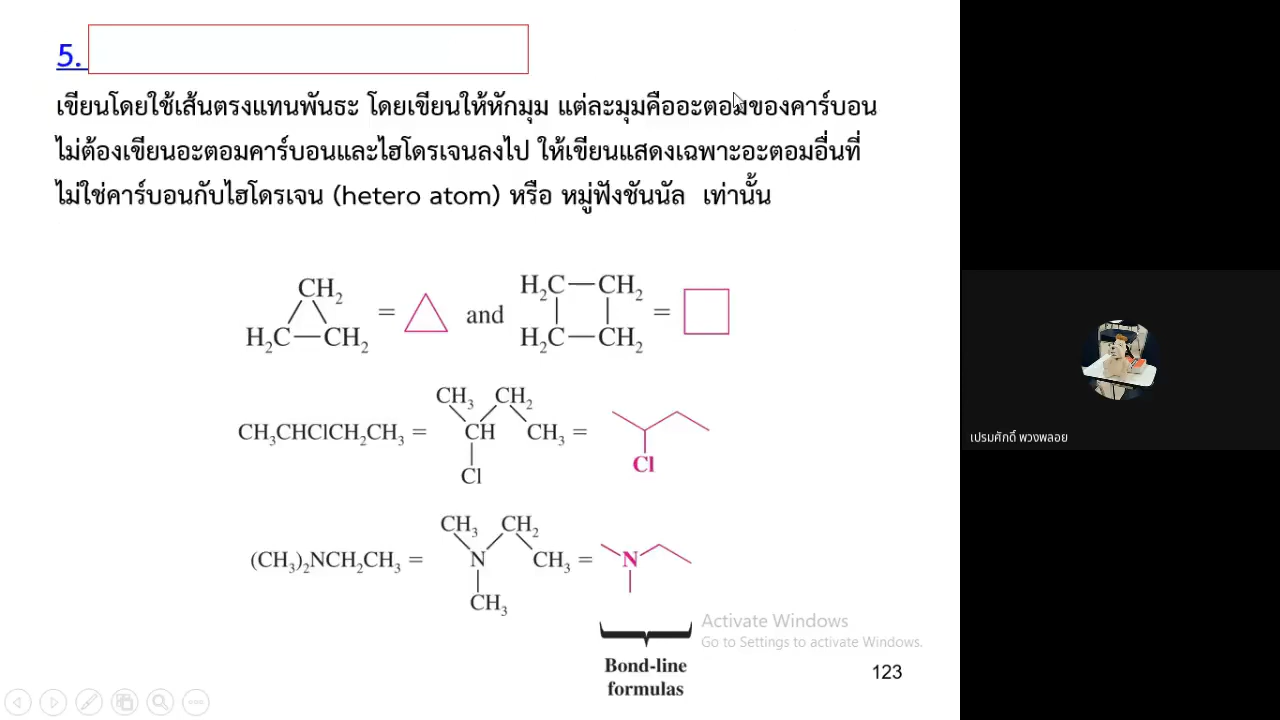 5.
เขียนโดยใช้เส้นตรงแทนพันธะ โดยเขียนให้หักมุม แต่ละมุมคืออะตอมของคาร์บอน
ไม่ต้องเขียนอะตอมคาร์บอนและไฮโดรเจนลงไป ให้เขียนแสดงเฉพาะอะตอมอื่นที่
ไม่ใช่คาร์บอนกับไฮโดรเจน (hetero atom) หรือ หมู่ฟังชันนัล เท่านั้น
CH₂
H₂C CH₂
=
and
H₂C CH₂
H₂C CH₂
=
CH₃CHClCH₂CH₃ =
CH₃ CH₂
CH CH₃ =
Cl
Cl
(CH₃)₂NCH₂CH₃ =
CH₃ CH₂
N CH₃ =
CH₃
N
Bond-line
formulas
Activate Windows
Go to Settings to activate Windows.
123
เปรมศักดิ์ พวงพลอย